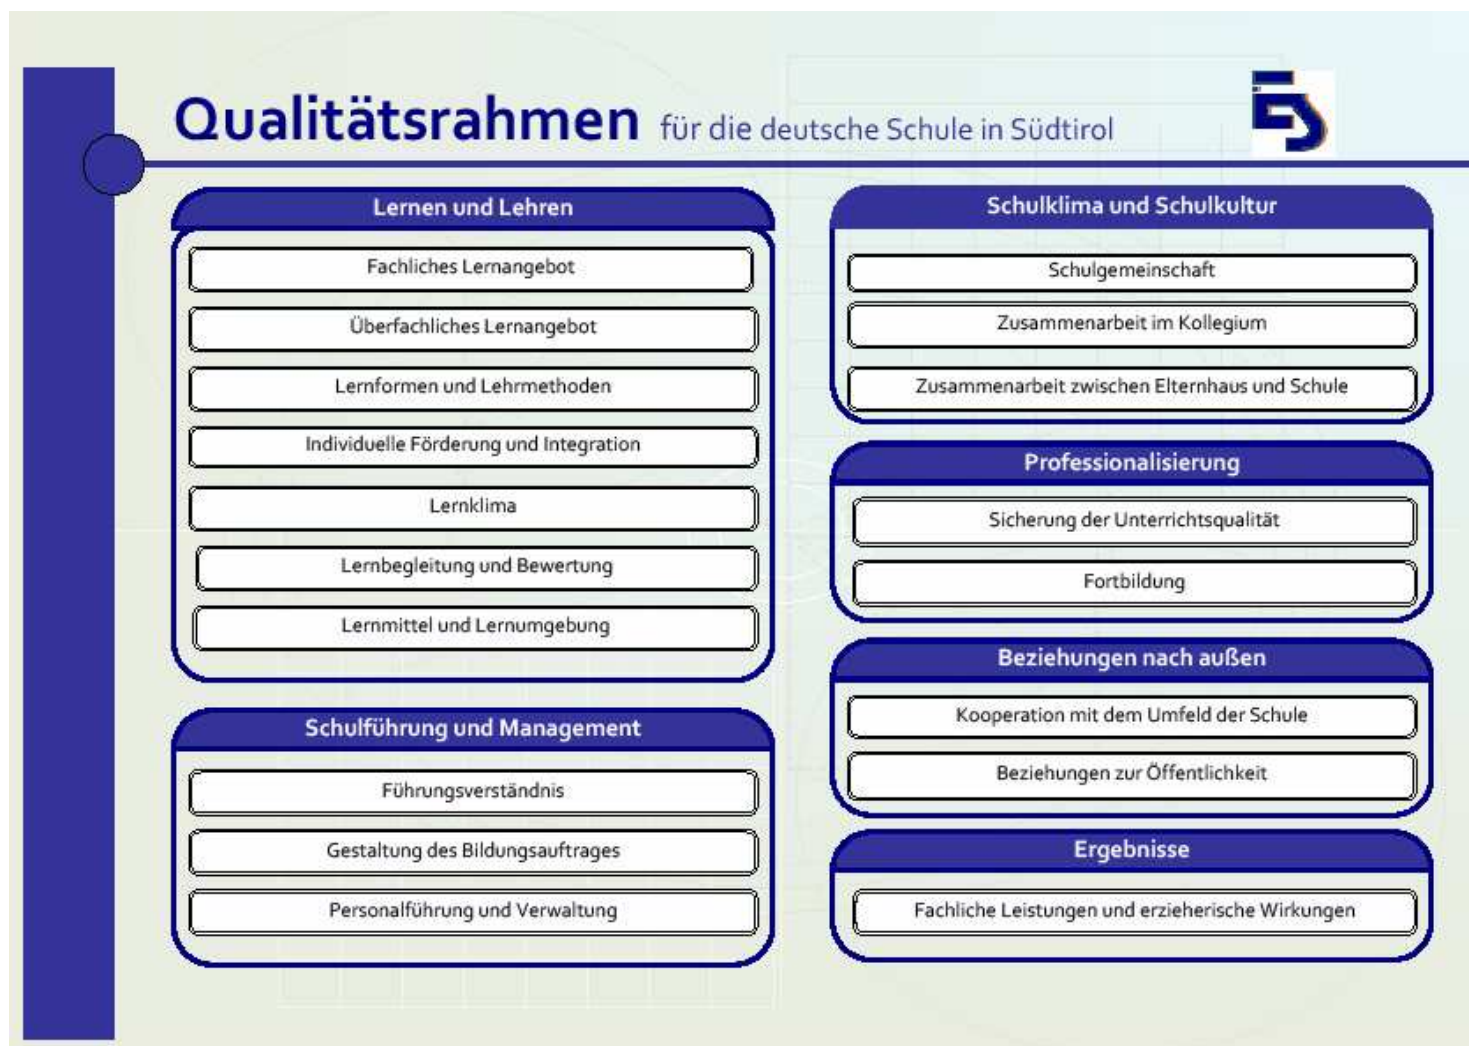 Qualitätsrahmen für die deutsche Schule in Südtirol
Lernen und Lehren
Fachliches Lernangebot
Überfachliches Lernangebot
Lernformen und Lehrmethoden
Individuelle Förderung und Integration
Lernklima
Lernbegleitung und Bewertung
Lernmittel und Lernumgebung
Schulführung und Management
Führungsverständnis
Gestaltung des Bildungsauftrages
Personalführung und Verwaltung
Schulklima und Schulkultur
Schulgemeinschaft
Zusammenarbeit im Kollegium
Zusammenarbeit zwischen Elternhaus und Schule
Professionalisierung
Sicherung der Unterrichtsqualität
Fortbildung
Beziehungen nach außen
Kooperation mit dem Umfeld der Schule
Beziehungen zur Öffentlichkeit
Ergebnisse
Fachliche Leistungen und erzieherische Wirkungen